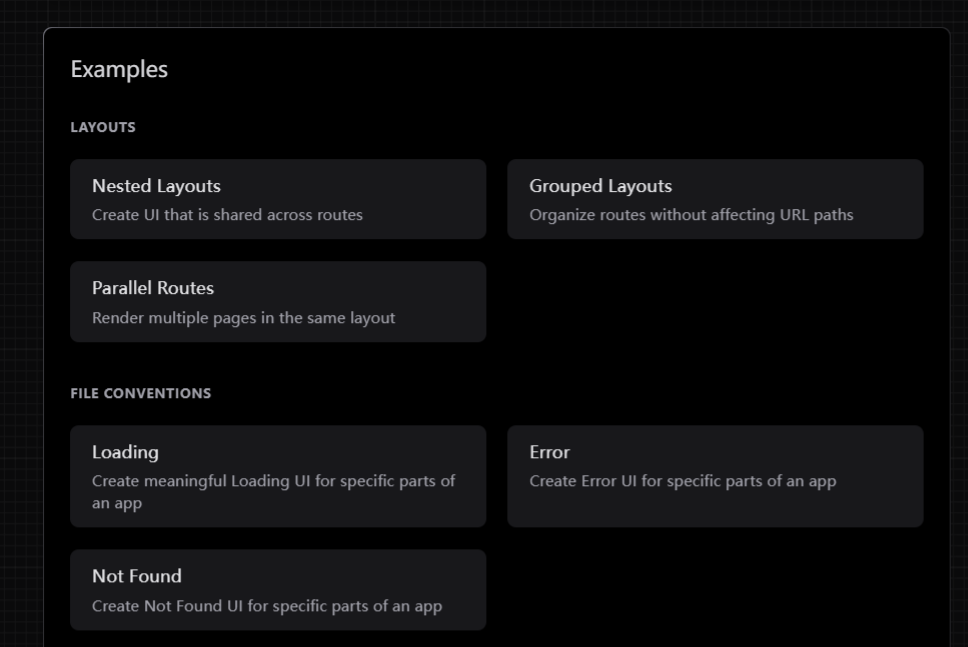 Examples
LAYOUTS
Nested Layouts
Create UI that is shared across routes
Grouped Layouts
Organize routes without affecting URL paths
Parallel Routes
Render multiple pages in the same layout
FILE CONVENTIONS
Loading
Create meaningful Loading UI for specific parts of
an app
Error
Create Error UI for specific parts of an app
Not Found
Create Not Found UI for specific parts of an app